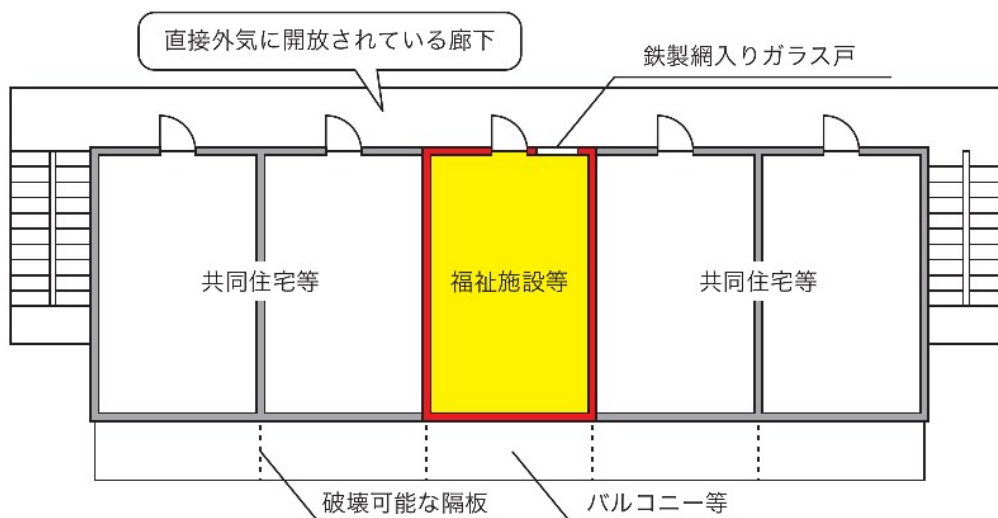 直接外気に開放されている廊下
鉄製網入りガラス戸
共同住宅等
福祉施設等
共同住宅等
破壊可能な隔板
バルコニー等